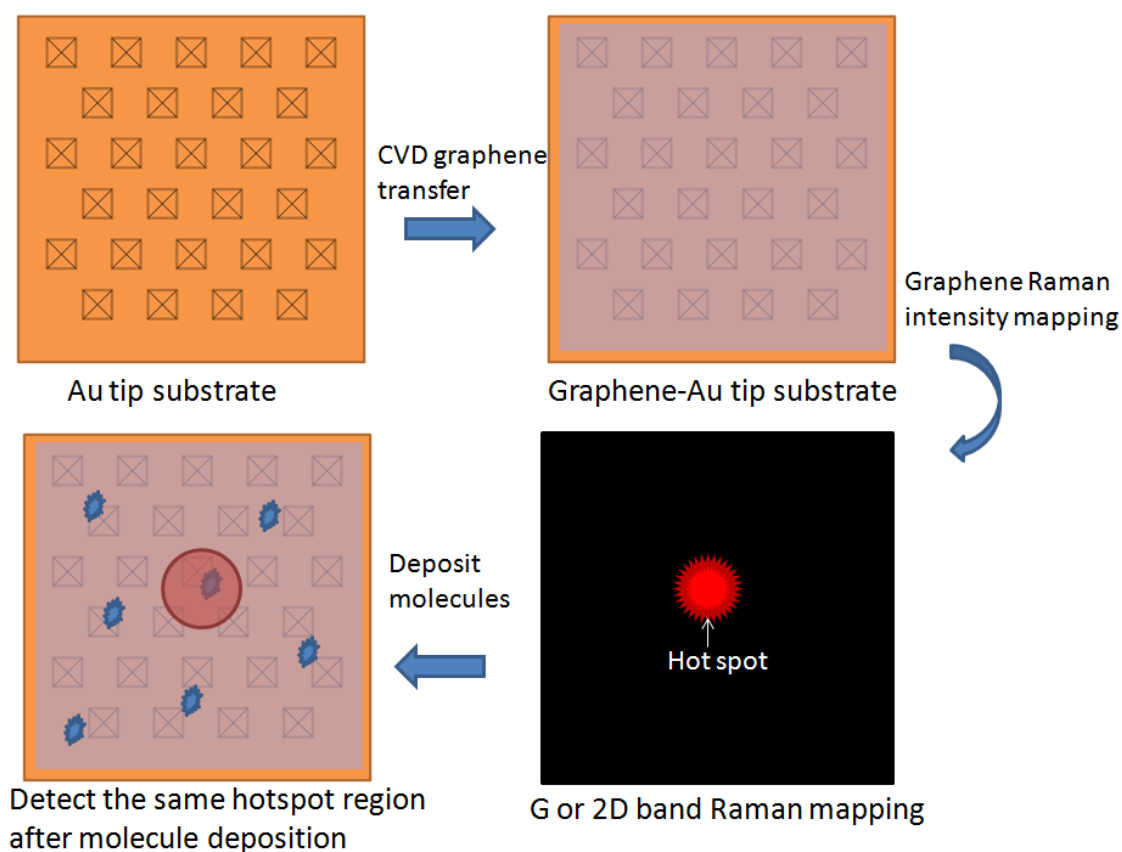 CVD graphene
transfer
Au tip substrate
Graphene-Au tip substrate
Graphene Raman
intensity mapping
Hot spot
G or 2D band Raman mapping
Deposit
molecules
Detect the same hotspot region
after molecule deposition